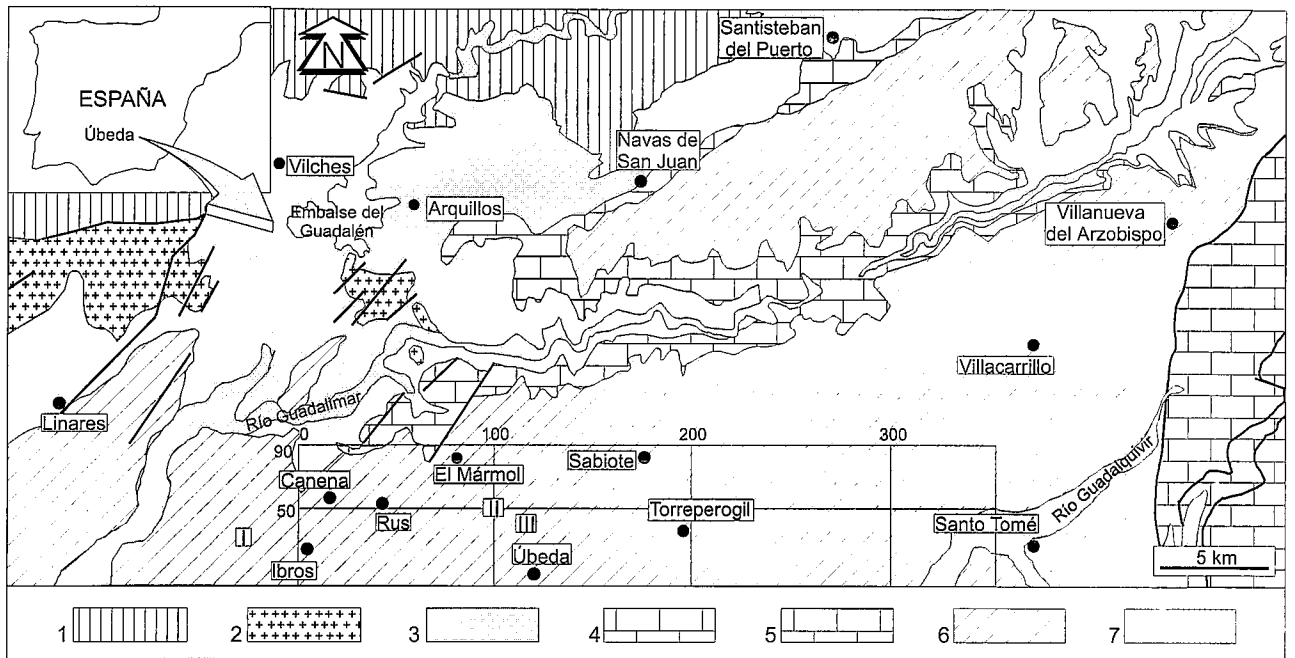 ESPAÑA
Úbeda
N
Santisteban
del Puerto
Navas de
San Juan
Vilches
Arquillos
Embalse del
Guadalén
Villanueva
del Arzobispo
Villacarrillo
Linares
Río Guadalimar
0
100
200
300
90
50
Canena
El Mármol
Sabiote
Río Guadalquivir
I
II
III
Rus
Torreperogil
Santo Tomé
Ibros
Úbeda
5 km
1
2
3
4
5
6
7